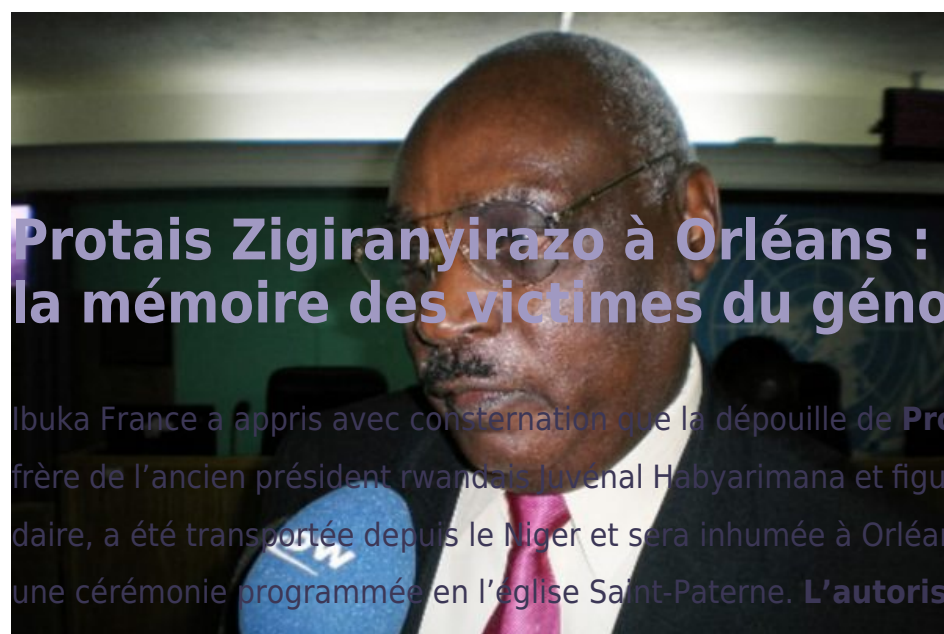 Protais Zigiranyirazo à Orléans :
la mémoire des victimes du géno
Ibuka France a appris avec consternation que la dépouille de Pro
frère de l’ancien président rwandais Juvénal Habyarimana et figu
daire, a été transportée depuis le Niger et sera inhumée à Orléan
une cérémonie programmée en l’église Saint-Paterne. L’autoris